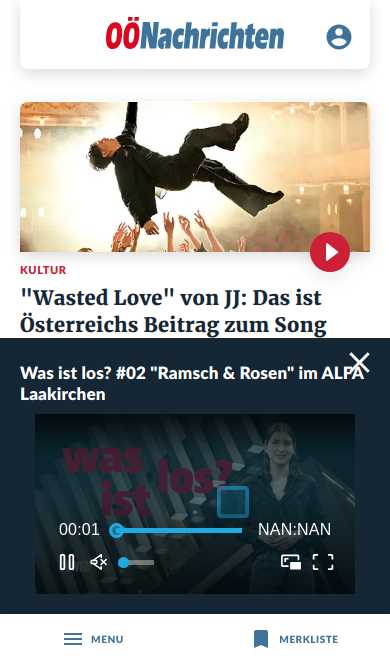 OÖNachrichten
KULTUR
"Wasted Love" von JJ: Das ist
Österreichs Beitrag zum Song
Was ist los? #02 "Ramsch & Rosen" im ALFA
Laakirchen
was
ist los?
00:01
NAN:NAN
MENU
MERKLISTE